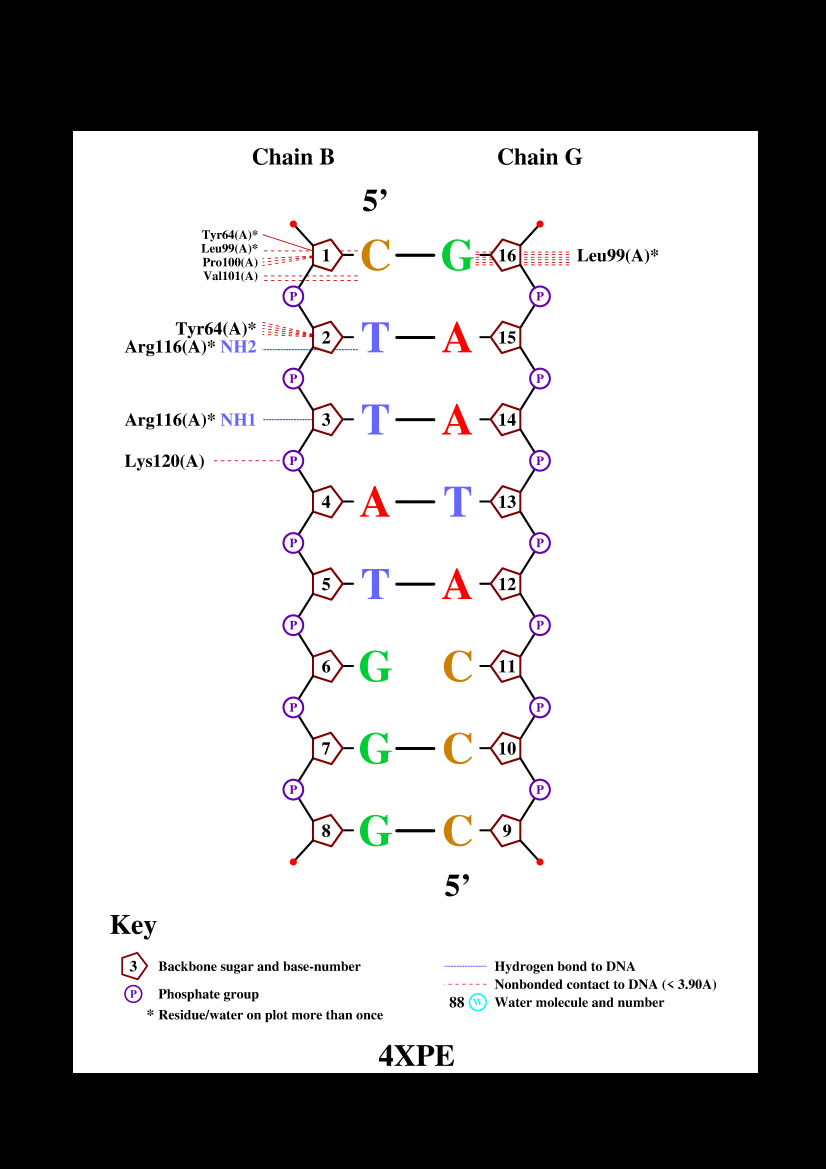 Chain B Chain G
5’
Tyr64(A)*
Leu99(A)* 1 C G 16 Leu99(A)*
Pro100(A)
Val101(A)
P P
Tyr64(A)* 2 T A 15
Arg116(A)* NH2
P P
Arg116(A)* NH1 3 T A 14
Lys120(A) P P
4 A T 13
P P
5 T A 12
P P
6 G C 11
P P
7 G C 10
P P
8 G C 9
5’
Key
3 Backbone sugar and base-number
P Phosphate group
* Residue/water on plot more than once
Hydrogen bond to DNA
Nonbonded contact to DNA (< 3.90A)
88 W Water molecule and number
4XPE